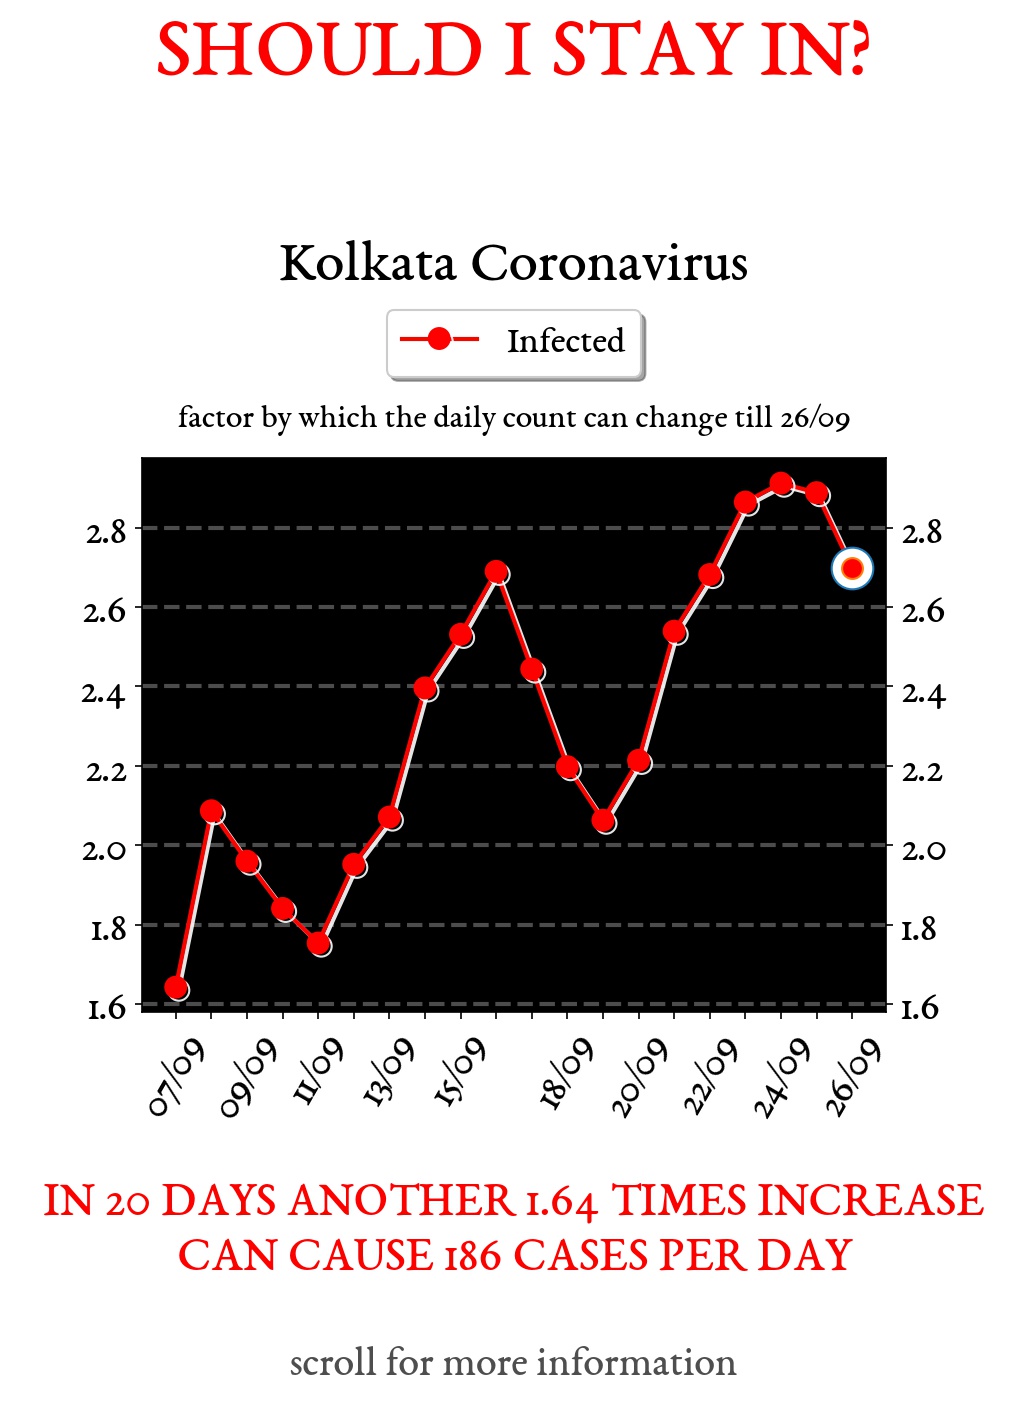 SHOULD I STAY IN?
Kolkata Coronavirus
Infected
factor by which the daily count can change till 26/09
2.8 2.8
2.6 2.6
2.4 2.4
2.2 2.2
2.0 2.0
1.8 1.8
1.6 1.6
07/09 09/09 11/09 13/09 15/09 18/09 20/09 22/09 24/09 26/09
IN 20 DAYS ANOTHER 1.64 TIMES INCREASE
CAN CAUSE 186 CASES PER DAY
scroll for more information